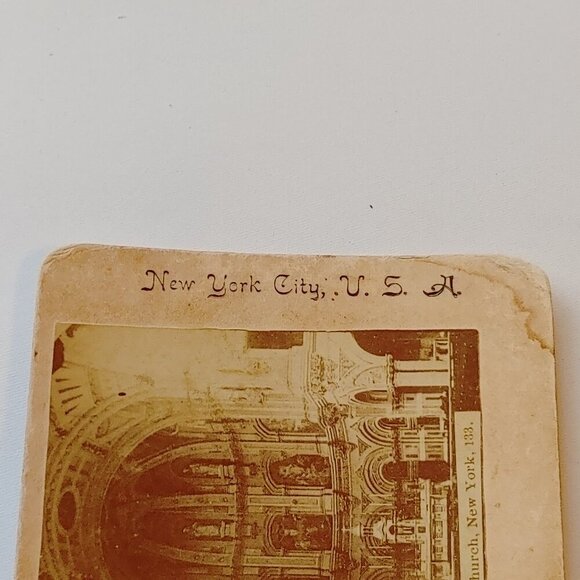 New York City, U. S. A.
hurch, New York, 133.